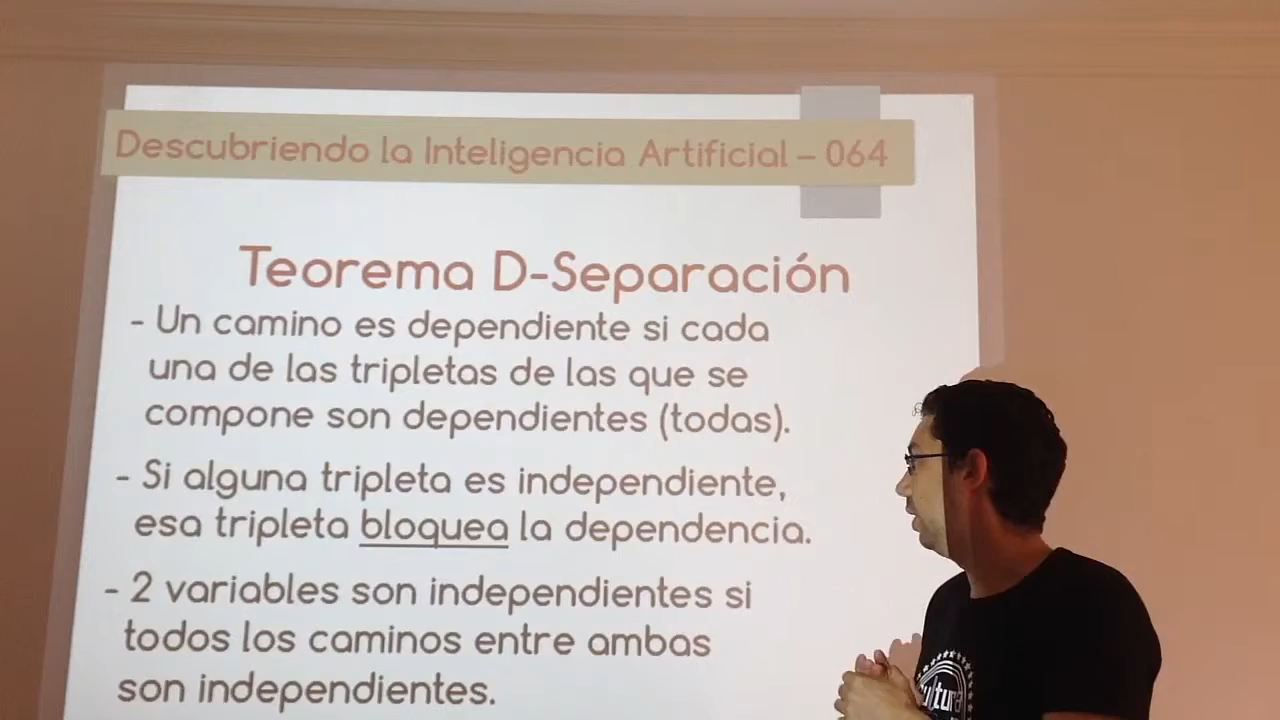 Descubriendo la Inteligencia Artificial – 064
Teorema D-Separación
- Un camino es dependiente si cada
una de las tripletas de las que se
compone son dependientes (todas).
- Si alguna tripleta es independiente,
esa tripleta bloquea la dependencia.
- 2 variables son independientes si
todos los caminos entre ambas
son independientes.